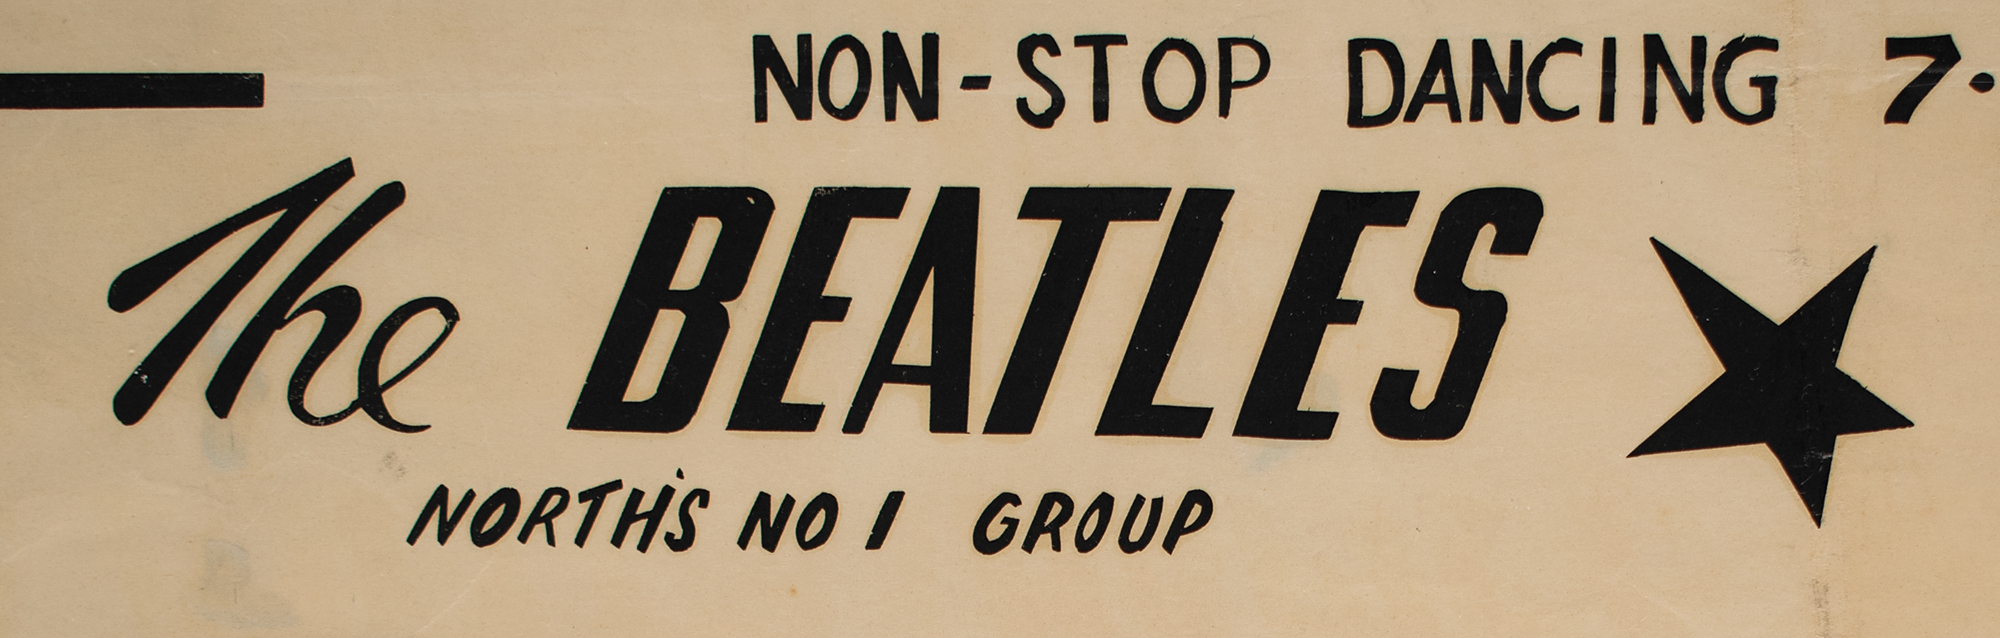 NON-STOP DANCING 7.
The BEATLES
NORTH'S NO 1 GROUP